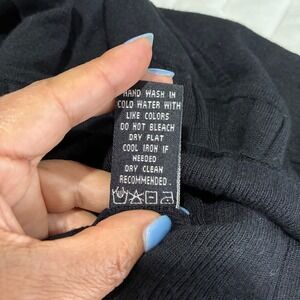 HAND WASH IN
COLD WATER WITH
LIKE COLORS
DO NOT BLEACH
DRY FLAT
COOL IRON IF
NEEDED
DRY CLEAN
RECOMMENDED.